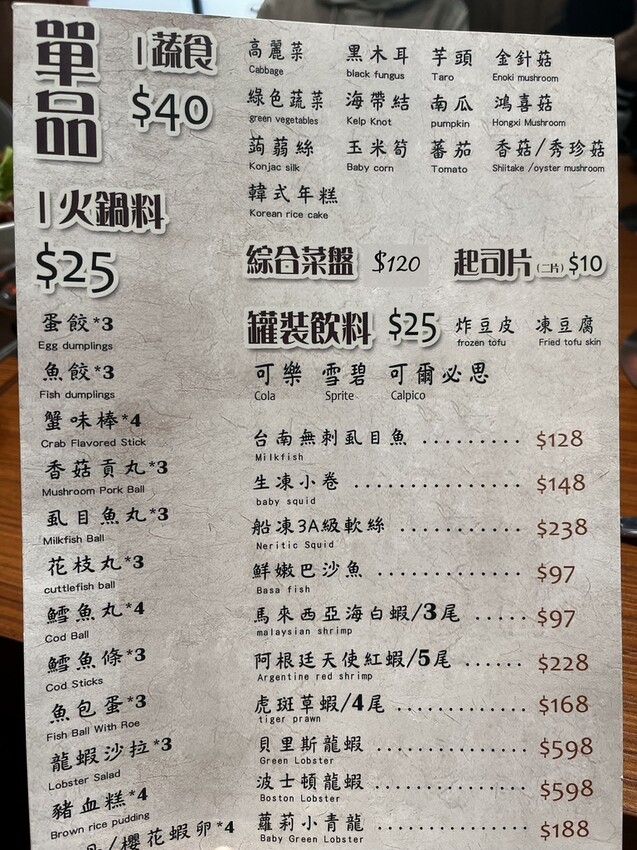 單品
|蔬食
$40
高麗菜 黑木耳 芋頭 金針菇
Cabbage black fungus Taro Enoki mushroom
綠色蔬菜 海帶結 南瓜 鴻喜菇
green vegetables Kelp Knot pumpkin Hongxi Mushroom
蒟蒻絲 玉米筍 蕃茄 香菇/秀珍菇
Konjac silk Baby corn Tomato Shiitake /oyster mushroom
韓式年糕
Korean rice cake
|火鍋料
$25
蛋餃*3
Egg dumplings
魚餃*3
Fish dumplings
蟹味棒*4
Crab Flavored Stick
香菇貢丸*3
Mushroom Pork Ball
虱目魚丸*3
Milkfish Ball
花枝丸*3
cuttlefish ball
鱈魚丸*4
Cod Ball
鱈魚條*3
Cod Sticks
魚包蛋*3
Fish Ball With Roe
龍蝦沙拉*3
Lobster Salad
豬血糕*4
Brown rice pudding
/櫻花蝦卵*4
綜合菜盤 $120 起司片(二片) $10
罐裝飲料 $25 炸豆皮 凍豆腐
frozen tofu Fried tofu skin
可樂 雪碧 可爾必思
Cola Sprite Calpico
台南無刺虱目魚 ......... $128
Milkfish
生凍小卷 ............... $148
baby squid
船凍3A級軟絲 ........... $238
Neritic Squid
鮮嫩巴沙魚 ............. $97
Basa fish
馬來西亞海白蝦/3尾 ..... $97
malaysian shrimp
阿根廷天使紅蝦/5尾 ...... $228
Argentine red shrimp
虎斑草蝦/4尾 ............ $168
tiger prawn
貝里斯龍蝦 .............. $598
Green Lobster
波士頓龍蝦 .............. $598
Boston Lobster
蘿莉小青龍 .............. $188
Baby Green Lobster